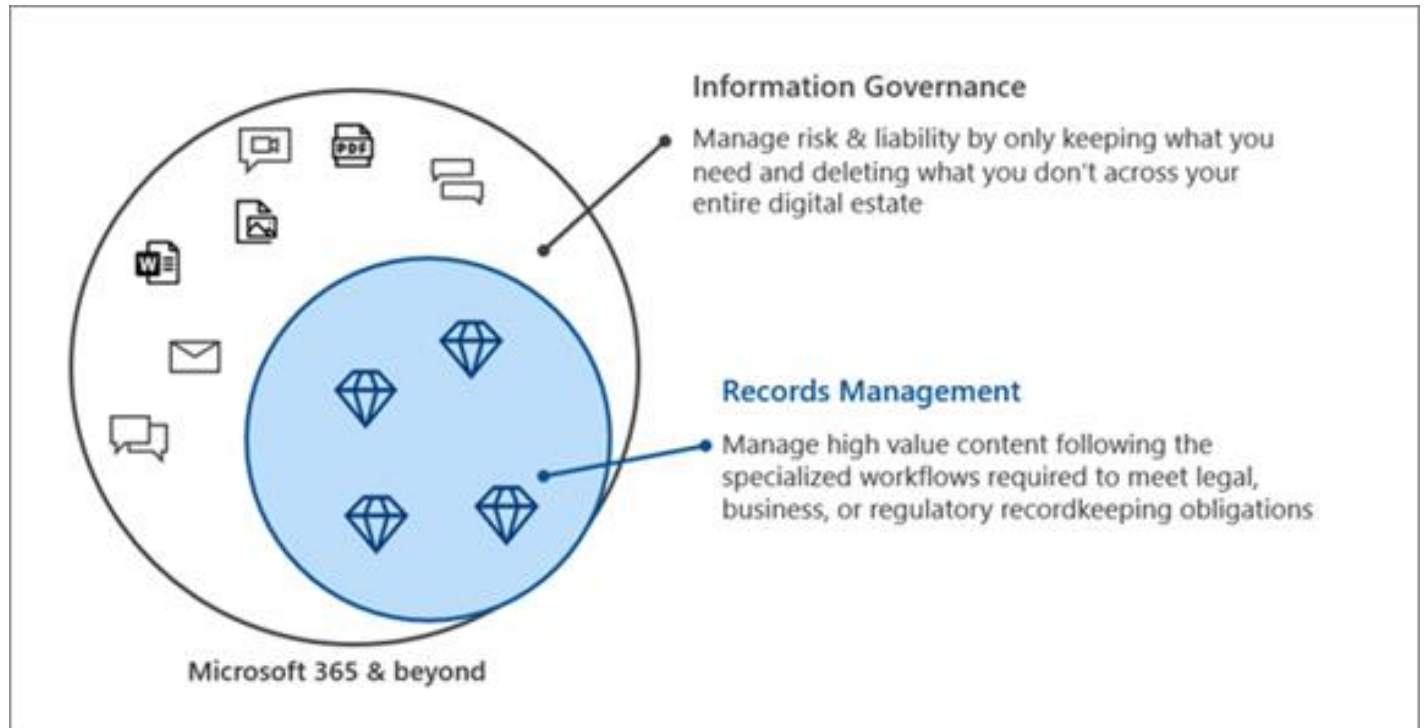 Information Governance
Manage risk & liability by only keeping what you
need and deleting what you don't across your
entire digital estate
PDF
W
Records Management
Manage high value content following the
specialized workflows required to meet legal,
business, or regulatory recordkeeping obligations
Microsoft 365 & beyond